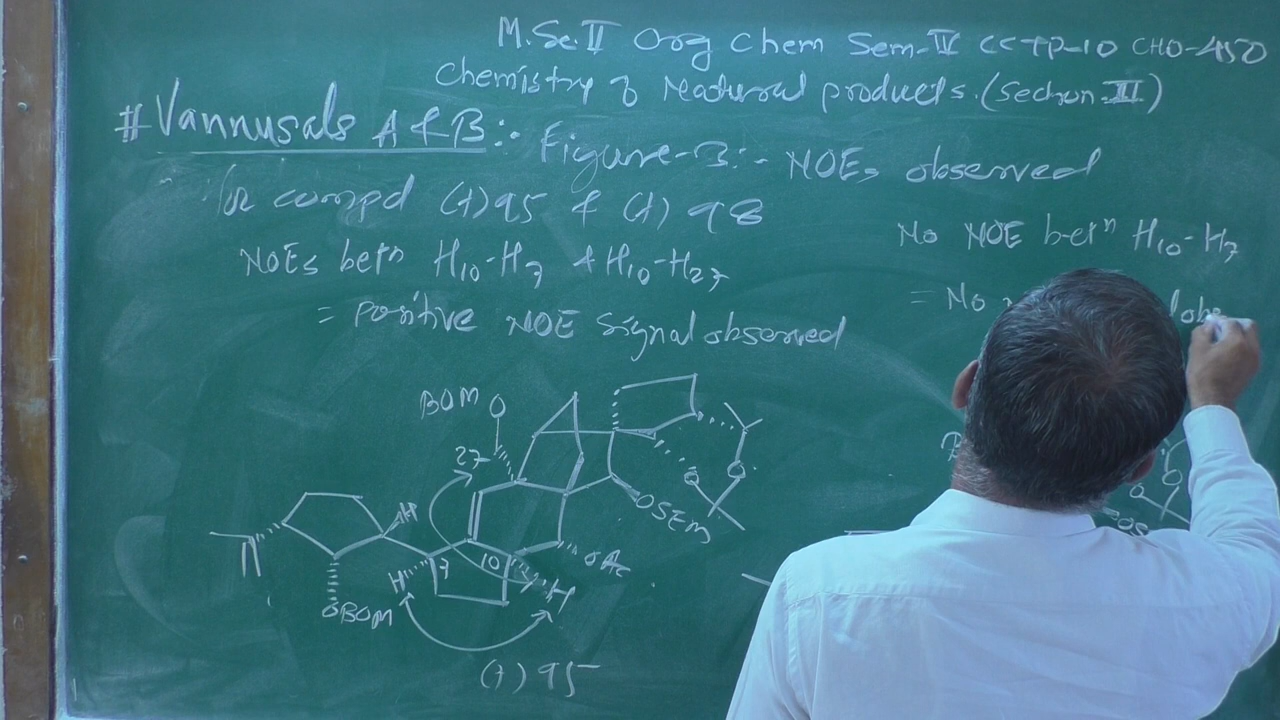 M.Sc.II Org Chem Sem-IV CCTP-10 CHO-450
Chemistry of Natural products. (Section-II)
# Vannusals A & B :- Figure-3:- NOEs observed
for compd (+) 95 & (+) 98
NOEs betn H10-H7 & H10-H27
= positive NOE signal observed
No NOE betn H10-H7
= No
BOM O
27
OSEM
H
H
7
10
H
OAc
O
O
OBOM
(+) 95